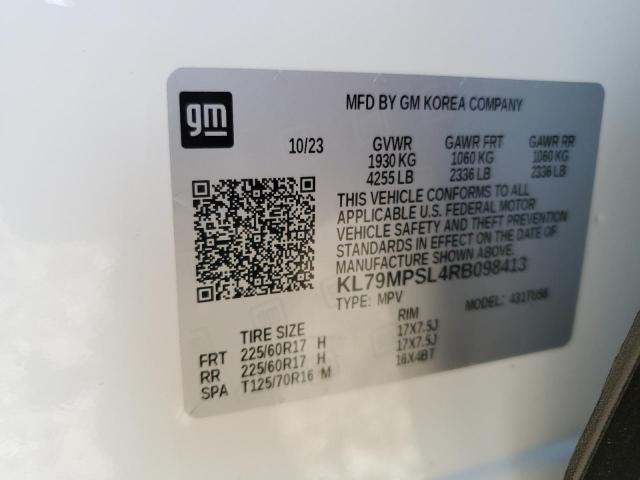 gm
MFD BY GM KOREA COMPANY
10/23 GVWR GAWR FRT GAWR RR
1930 KG 1060 KG 1060 KG
4255 LB 2336 LB 2336 LB
THIS VEHICLE CONFORMS TO ALL
APPLICABLE U.S. FEDERAL MOTOR
VEHICLE SAFETY AND THEFT PREVENTION
STANDARDS IN EFFECT ON THE DATE OF
MANUFACTURE SHOWN ABOVE.
KL79MPSL4RB098413
TYPE: MPV MODEL: 431TU56
TIRE SIZE RIM
FRT 225/60R17 H 17X7.5J
RR 225/60R17 H 17X7.5J
SPA T125/70R16 M 16X4BT